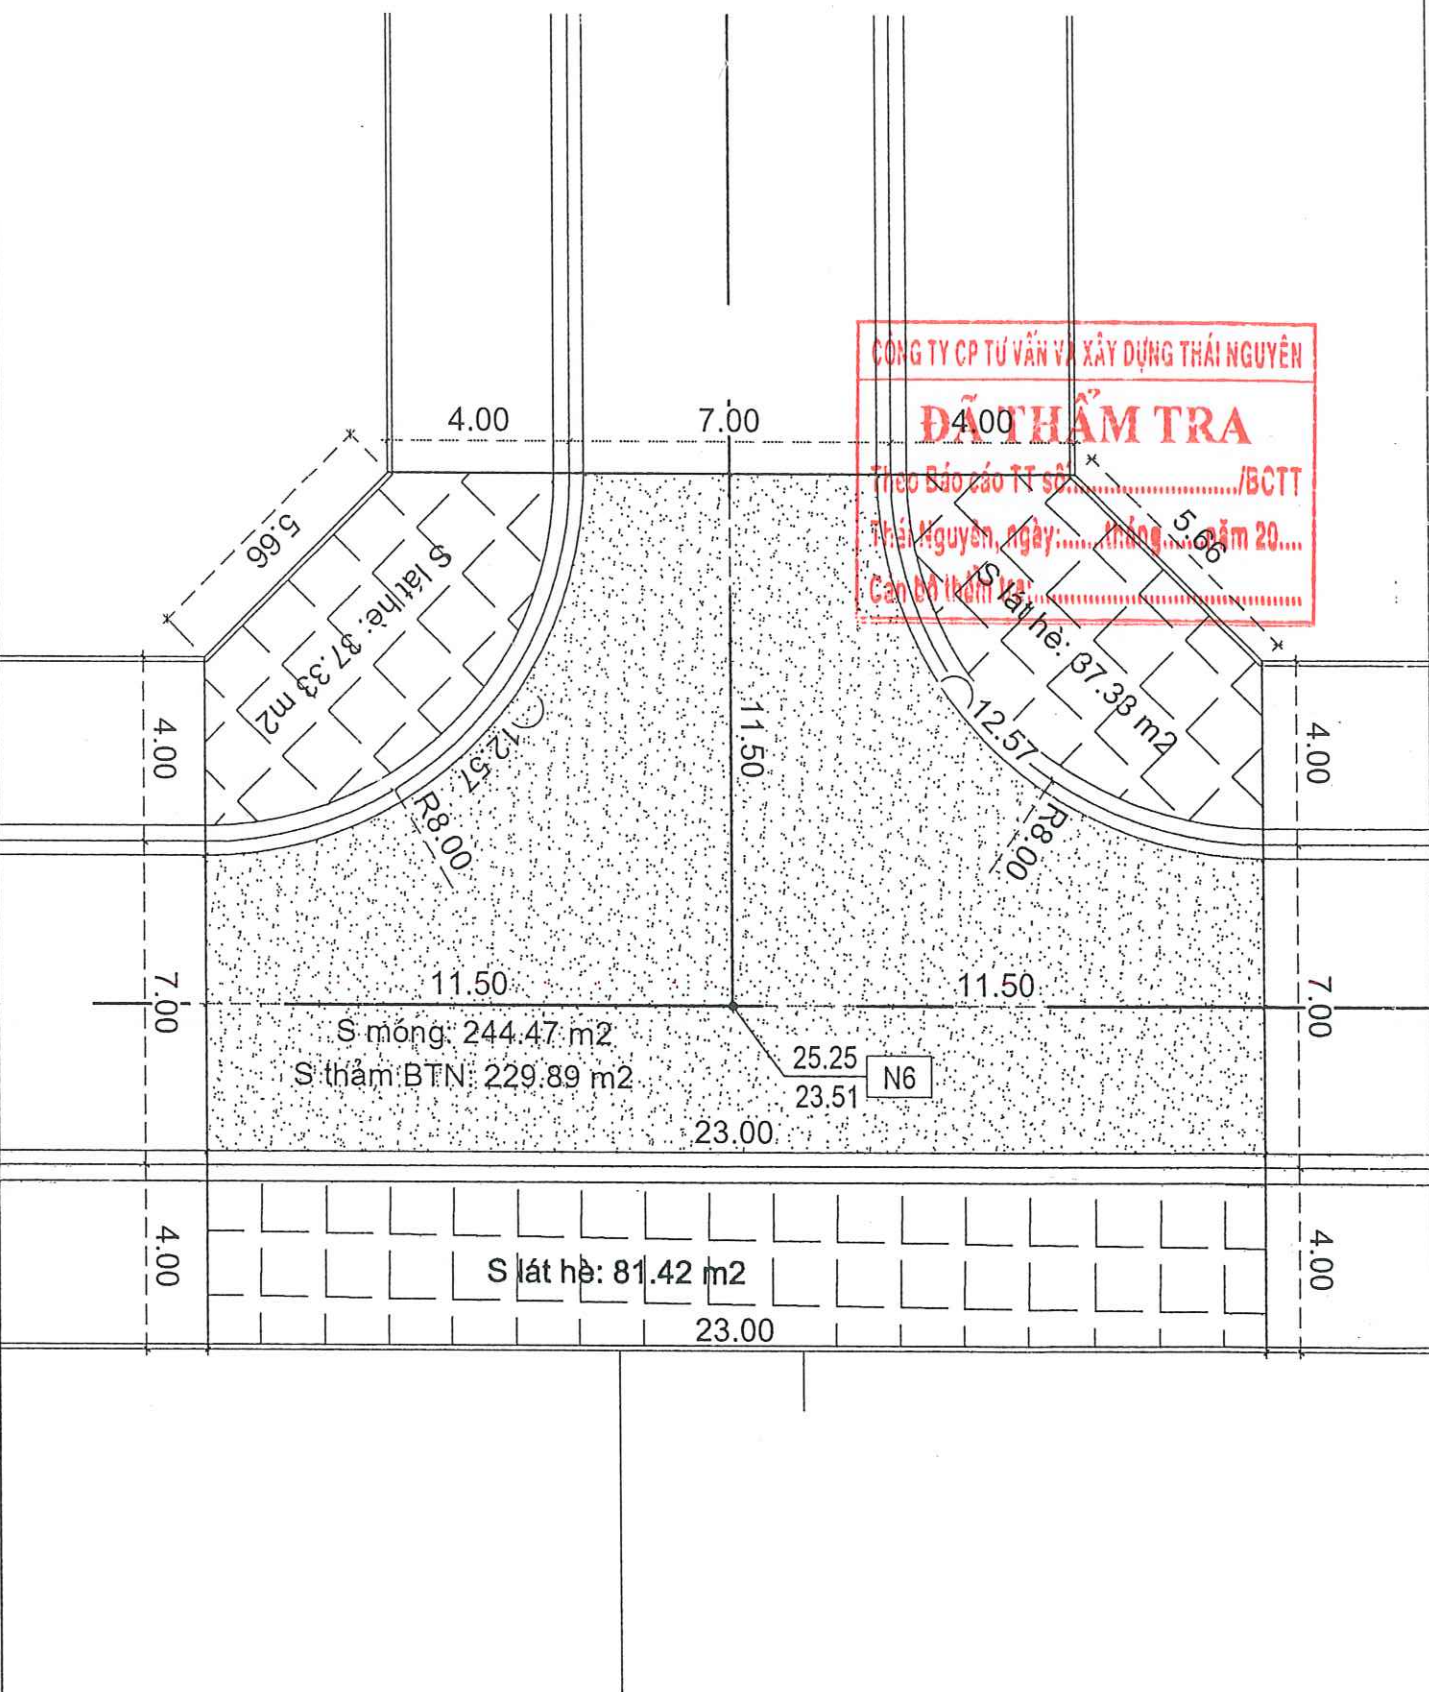 CÔNG TY CP TƯ VẤN VÀ XÂY DỰNG THÁI NGUYÊN
ĐÃ THẨM TRA
Theo Báo cáo TT số:............................/BCTT
Thái Nguyên, ngày:.......tháng.......năm 20....
Cán bộ thẩm tra:............................................
4.00
7.00
4.00
5.66
5.66
S lát hè: 37.33 m2
S lát hè: 37.33 m2
12.57
R8.00
12.57
R8.00
11.50
4.00
4.00
7.00
7.00
11.50
11.50
S móng: 244.47 m2
S thảm BTN: 229.89 m2
25.25
23.51
N6
23.00
4.00
4.00
S lát hè: 81.42 m2
23.00